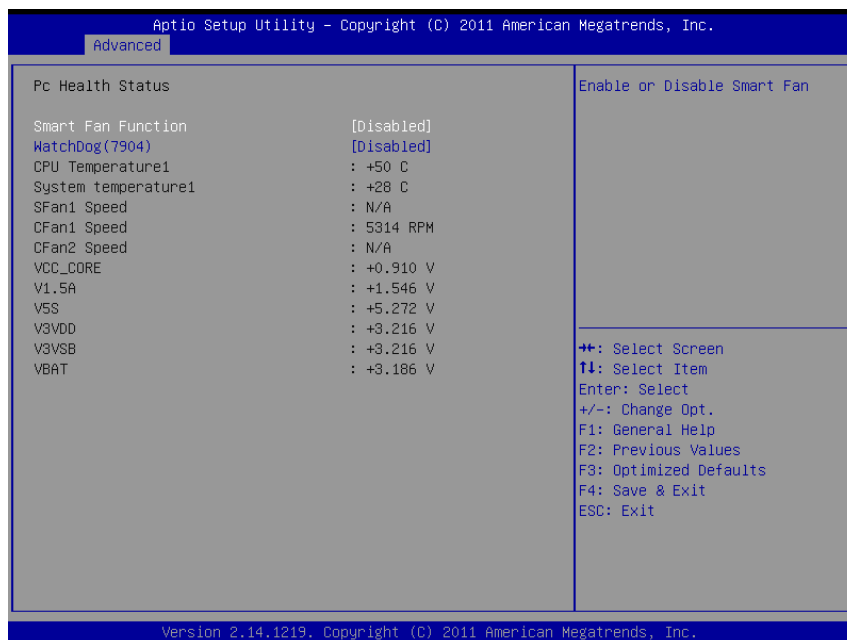 Aptio Setup Utility – Copyright (C) 2011 American Megatrends, Inc.
Advanced
Pc Health Status
Smart Fan Function [Disabled]
WatchDog(7904) [Disabled]
CPU Temperature1 : +50 C
System temperature1 : +28 C
SFan1 Speed : N/A
CFan1 Speed : 5314 RPM
CFan2 Speed : N/A
VCC_CORE : +0.910 V
V1.5A : +1.546 V
V5S : +5.272 V
V3VDD : +3.216 V
V3VSB : +3.216 V
VBAT : +3.186 V
Enable or Disable Smart Fan
→←: Select Screen
↑↓: Select Item
Enter: Select
+/-: Change Opt.
F1: General Help
F2: Previous Values
F3: Optimized Defaults
F4: Save & Exit
ESC: Exit
Version 2.14.1219. Copyright (C) 2011 American Megatrends, Inc.